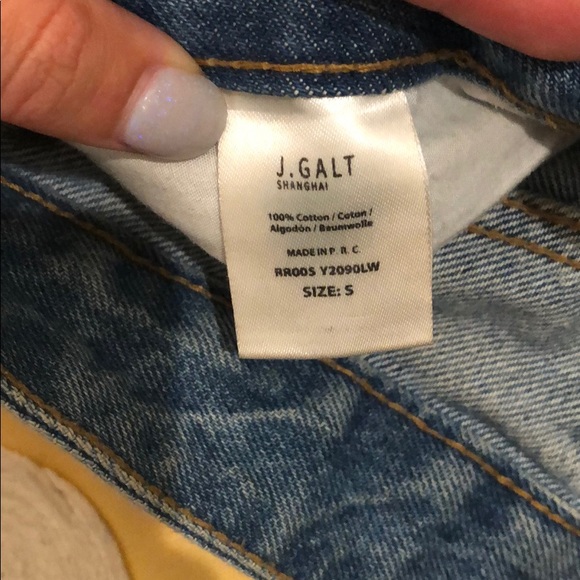 J.GALT
SHANGHAI
100% Cotton / Coton /
Algodón / Baumwolle
MADE IN P. R. C.
RR005 Y2090LW
SIZE: S